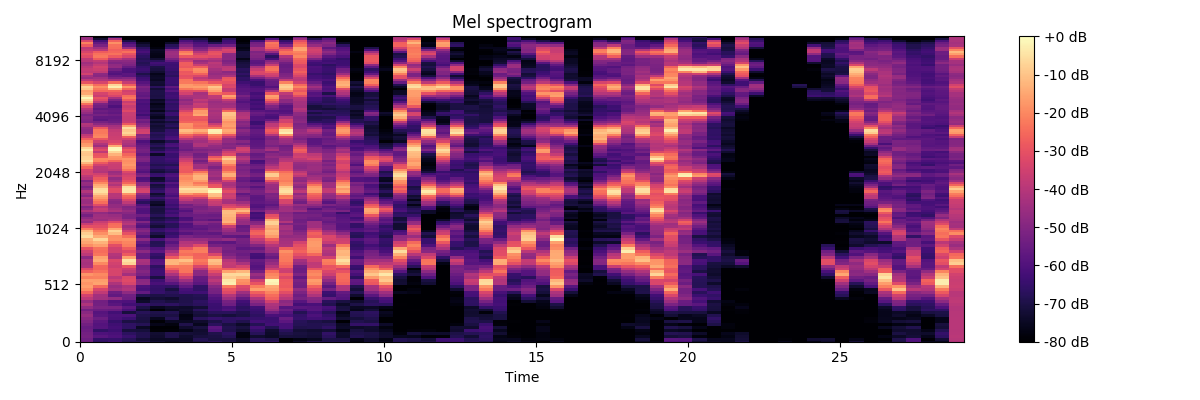 Mel spectrogram
Hz
8192
4096
2048
1024
512
0
0 5 10 15 20 25
Time
+0 dB
-10 dB
-20 dB
-30 dB
-40 dB
-50 dB
-60 dB
-70 dB
-80 dB